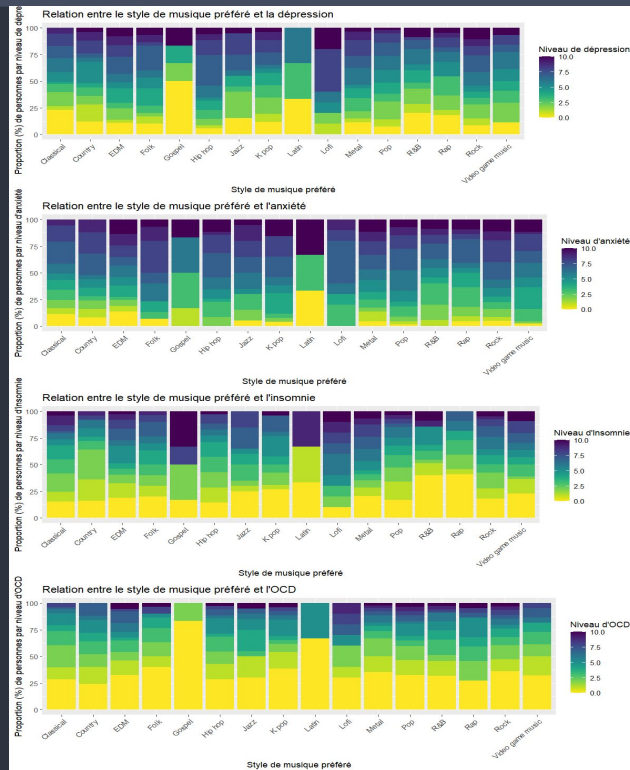 Relation entre le style de musique préféré et la dépression
Proportion (%) de personnes par niveau de dépre
100
75
50
25
0
Classical
Country
EDM
Folk
Gospel
Hip hop
Jazz
K pop
Latin
Lofi
Metal
Pop
R&B
Rap
Rock
Video game music
Style de musique préféré
Niveau de dépression
10.0
7.5
5.0
2.5
0.0
Relation entre le style de musique préféré et l'anxiété
Proportion (%) de personnes par niveau d'anxiété
100
75
50
25
0
Classical
Country
EDM
Folk
Gospel
Hip hop
Jazz
K pop
Latin
Lofi
Metal
Pop
R&B
Rap
Rock
Video game music
Style de musique préféré
Niveau d'anxiété
10.0
7.5
5.0
2.5
0.0
Relation entre le style de musique préféré et l'insomnie
Proportion (%) de personnes par niveau d'insomnie
100
75
50
25
0
Classical
Country
EDM
Folk
Gospel
Hip hop
Jazz
K pop
Latin
Lofi
Metal
Pop
R&B
Rap
Rock
Video game music
Style de musique préféré
Niveau d'Insomnie
10.0
7.5
5.0
2.5
0.0
Relation entre le style de musique préféré et l'OCD
Proportion (%) de personnes par niveau d'OCD
100
75
50
25
0
Classical
Country
EDM
Folk
Gospel
Hip hop
Jazz
K pop
Latin
Lofi
Metal
Pop
R&B
Rap
Rock
Video game music
Style de musique préféré
Niveau d'OCD
10.0
7.5
5.0
2.5
0.0